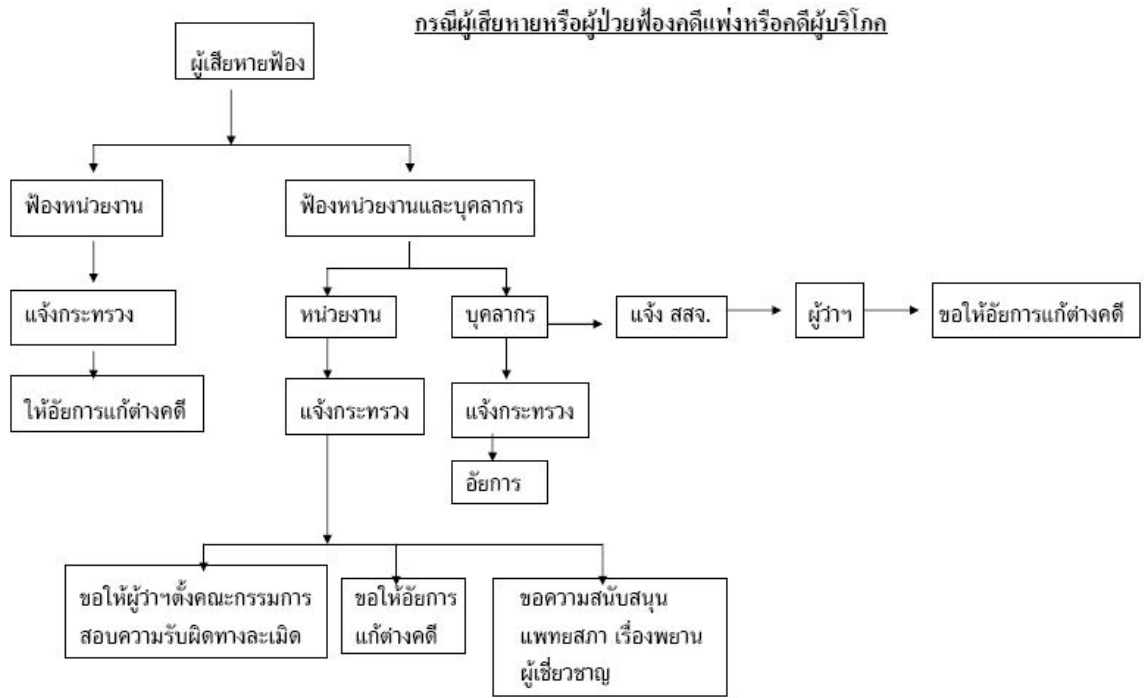 กรณีผู้เสียหายหรือผู้ป่วยฟ้องคดีแพ่งหรือคดีผู้บริโภค
ผู้เสียหายฟ้อง
ฟ้องหน่วยงาน
ฟ้องหน่วยงานและบุคลากร
แจ้งกระทรวง
หน่วยงาน
บุคลากร
แจ้ง สสจ.
ผู้ว่าฯ
ขอให้อัยการแก้ต่างคดี
ให้อัยการแก้ต่างคดี
แจ้งกระทรวง
แจ้งกระทรวง
อัยการ
ขอให้ผู้ว่าฯตั้งคณะกรรมการ
สอบความรับผิดทางละเมิด
ขอให้อัยการ
แก้ต่างคดี
ขอความสนับสนุน
แพทยสภา เรื่องพยาน
ผู้เชี่ยวชาญ